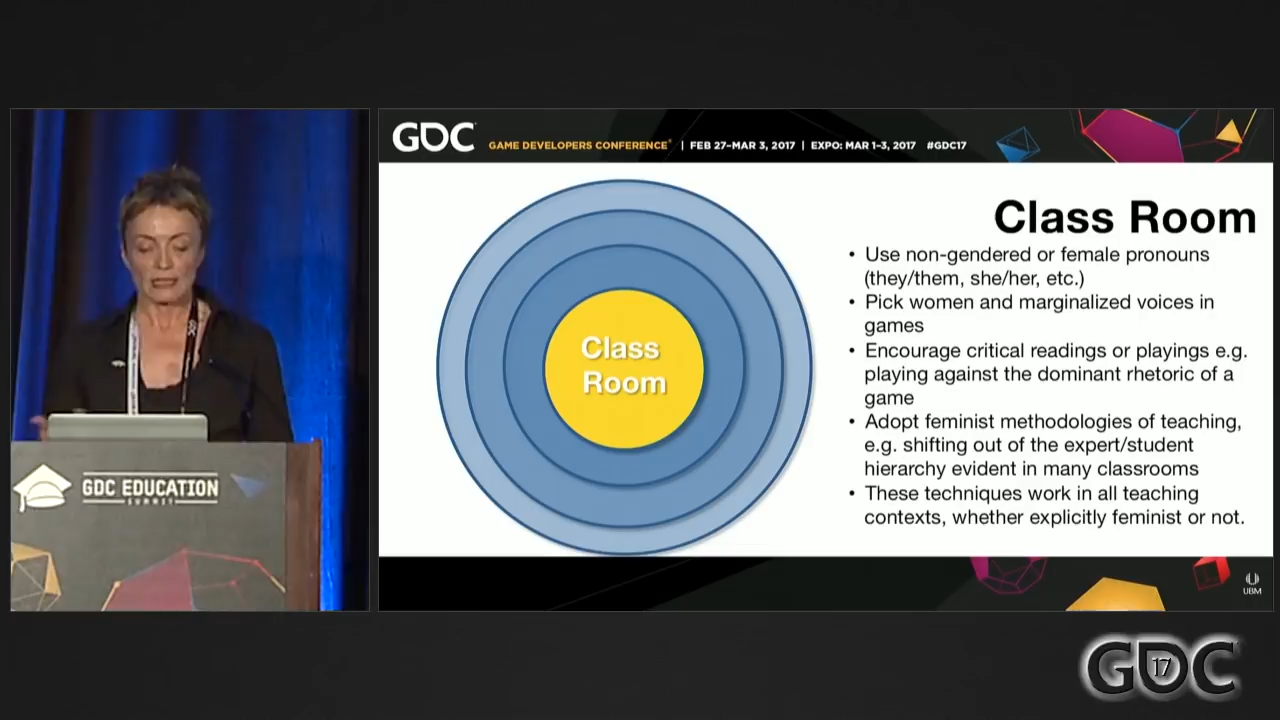 GDC
GAME DEVELOPERS CONFERENCE® | FEB 27–MAR 3, 2017 | EXPO: MAR 1–3, 2017 #GDC17
Class Room
• Use non-gendered or female pronouns
(they/them, she/her, etc.)
• Pick women and marginalized voices in
games
• Encourage critical readings or playings e.g.
playing against the dominant rhetoric of a
game
• Adopt feminist methodologies of teaching,
e.g. shifting out of the expert/student
hierarchy evident in many classrooms
• These techniques work in all teaching
contexts, whether explicitly feminist or not.
Class
Room
GDC EDUCATION
SUMMIT
UBM
GDC
17